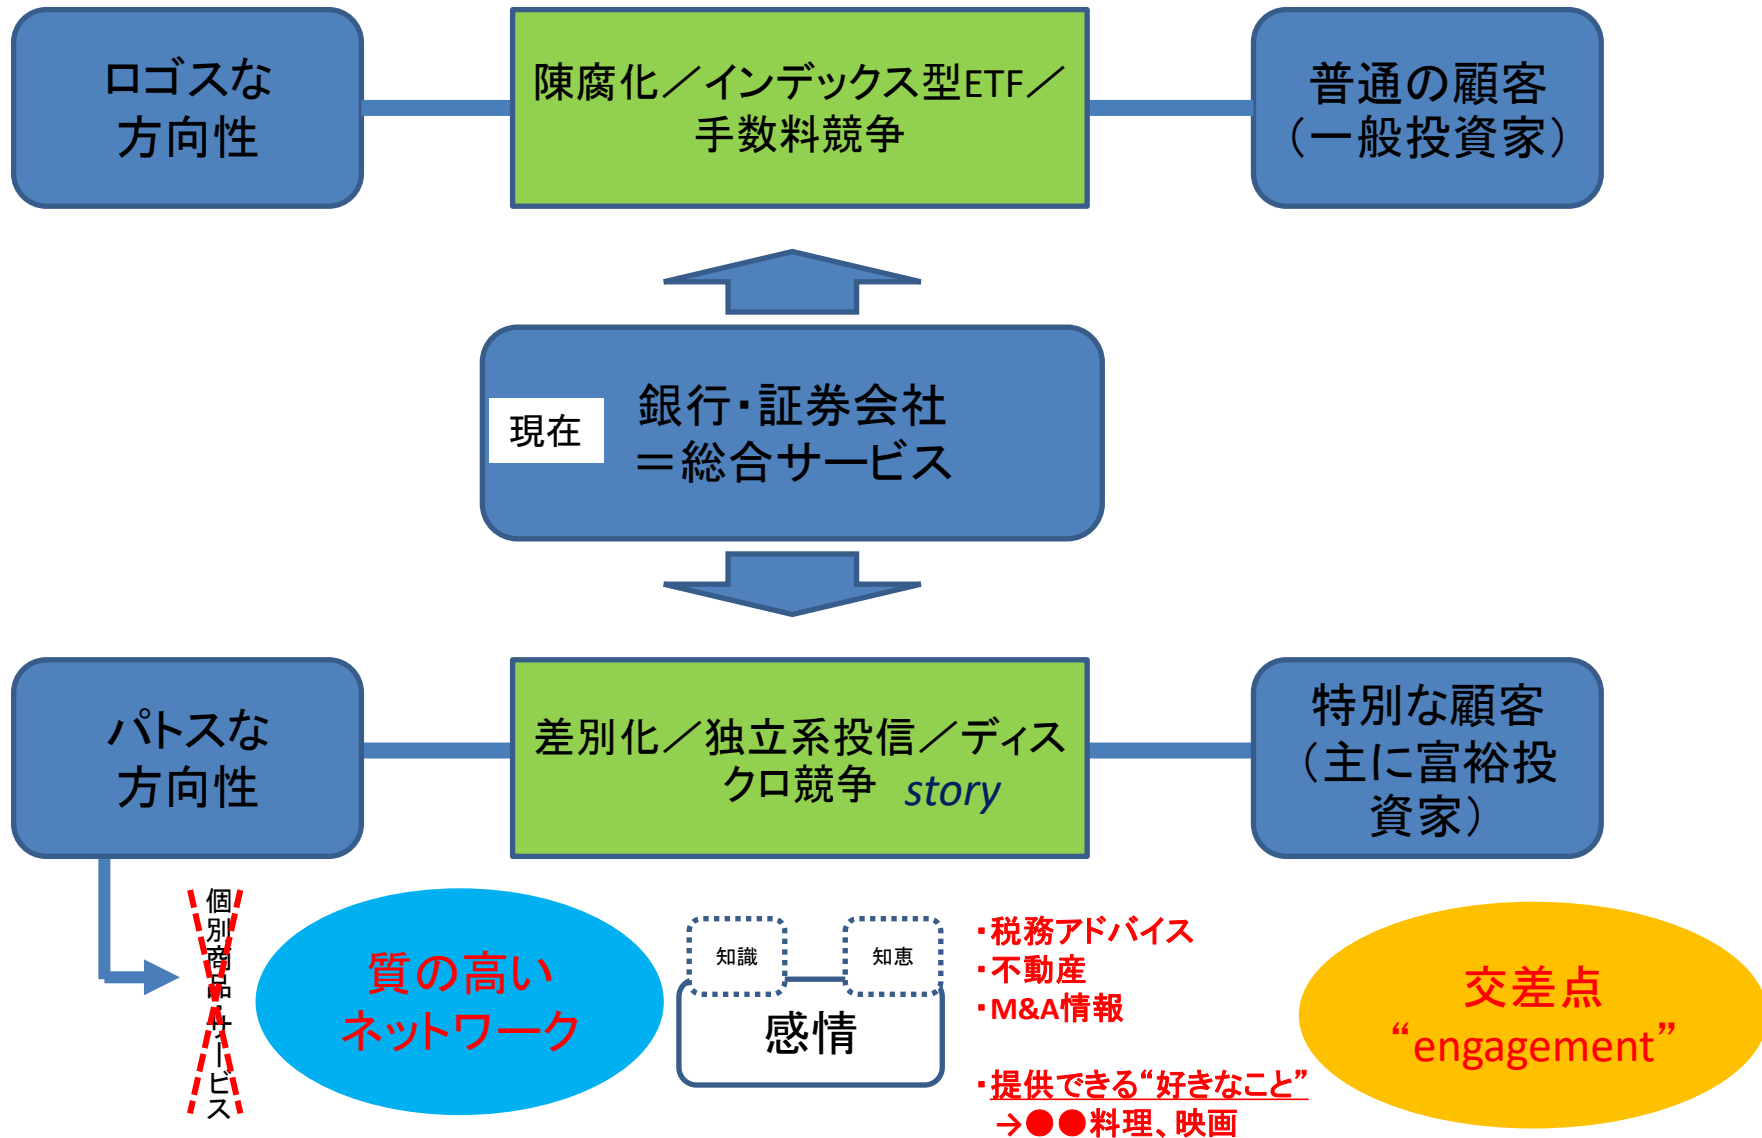 ロゴスな
方向性
陳腐化／インデックス型ETF／
手数料競争
普通の顧客
（一般投資家）
現在
銀行・証券会社
＝総合サービス
パトスな
方向性
差別化／独立系投信／ディス
クロ競争
story
特別な顧客
（主に富裕投
資家）
個別商品・サービス
質の高い
ネットワーク
知識
知恵
感情
・税務アドバイス
・不動産
・M&A情報
・提供できる“好きなこと”
→●●料理、映画
交差点
“engagement”